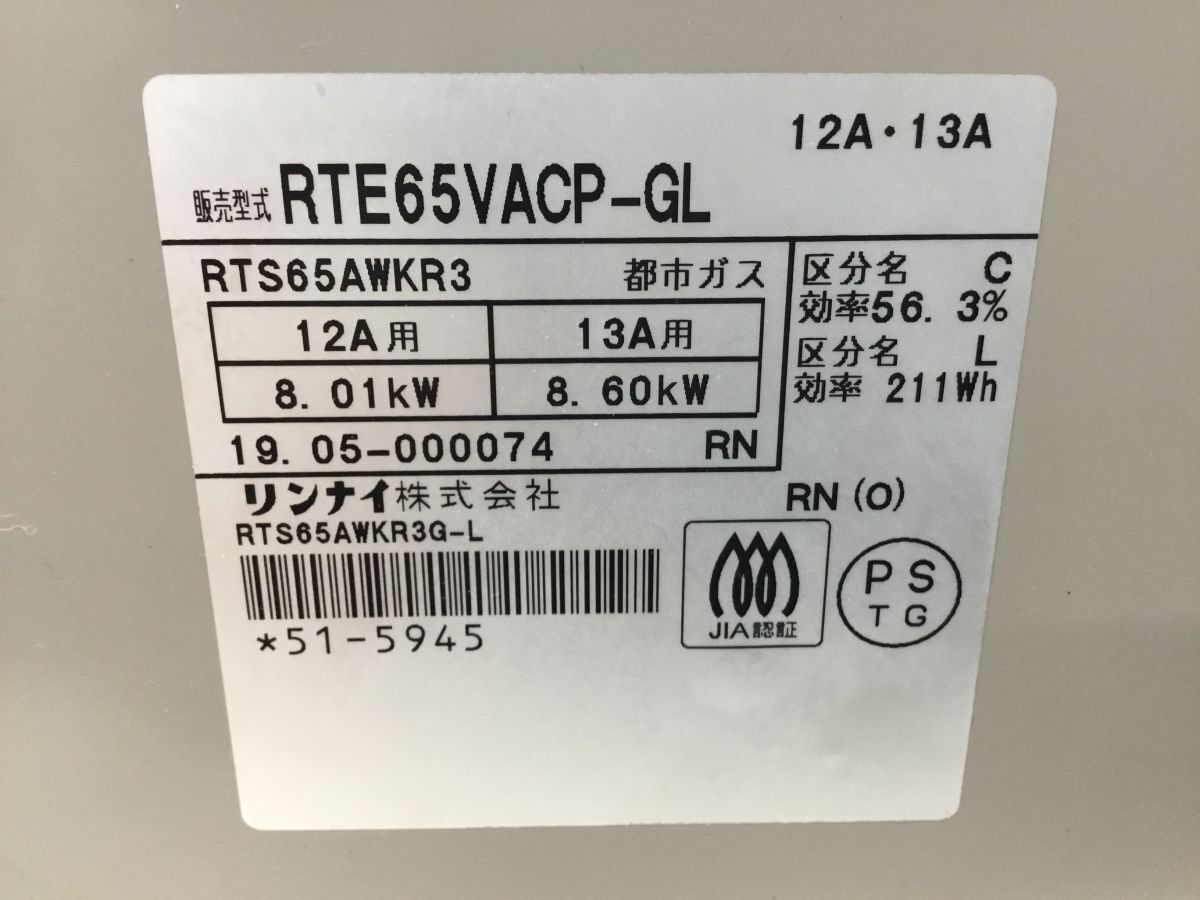 12A・13A
販売型式 RTE65VACP-GL
RTS65AWKR3 都市ガス
12A用 13A用
8.01kW 8.60kW
19.05-000074 RN
区分名 C
効率56.3%
区分名 L
効率 211Wh
リンナイ株式会社 RN(O)
RTS65AWKR3G-L
*51-5945
JIA認証
PS
TG